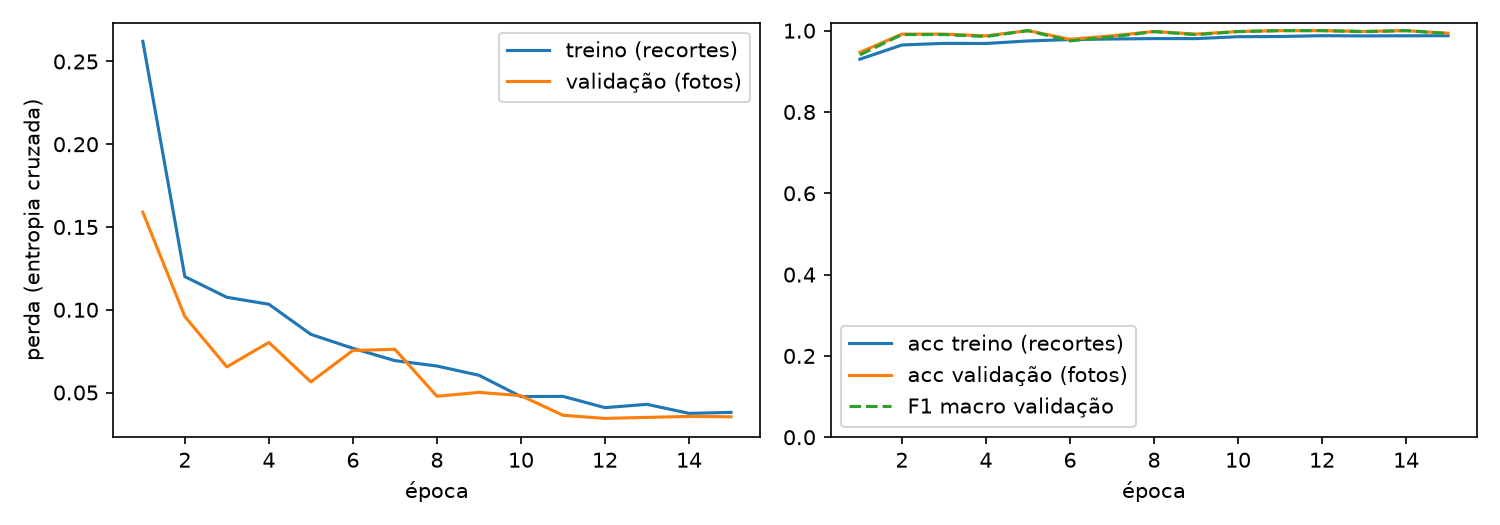 treino (recortes)
validação (fotos)
0.25
0.20
0.15
0.10
0.05
perda (entropia cruzada)
2 4 6 8 10 12 14
época
1.0
0.8
0.6
0.4
0.2
0.0
acc treino (recortes)
acc validação (fotos)
F1 macro validação
2 4 6 8 10 12 14
época